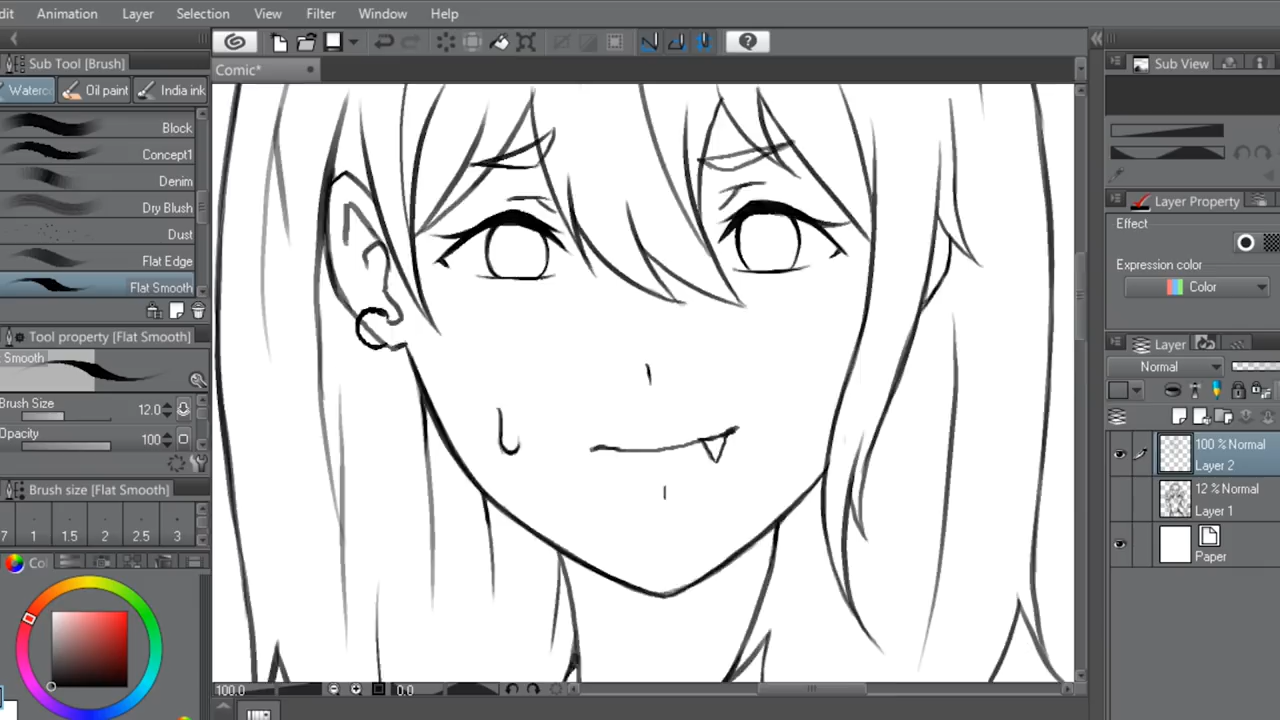 dit Animation Layer Selection View Filter Window Help
Sub Tool [Brush]
Waterc Oil paint India ink
Comic*
Block
Concept1
Denim
Dry Blush
Dust
Flat Edge
Flat Smooth
Tool property [Flat Smooth]
Smooth
Brush Size 12.0
Opacity 100
Brush size [Flat Smooth]
7 1 1.5 2 2.5 3
Co
100.0 0.0
Sub View
Layer Property
Effect
Expression color
Color
Layer
Normal
100 % Normal
Layer 2
12 % Normal
Layer 1
Paper